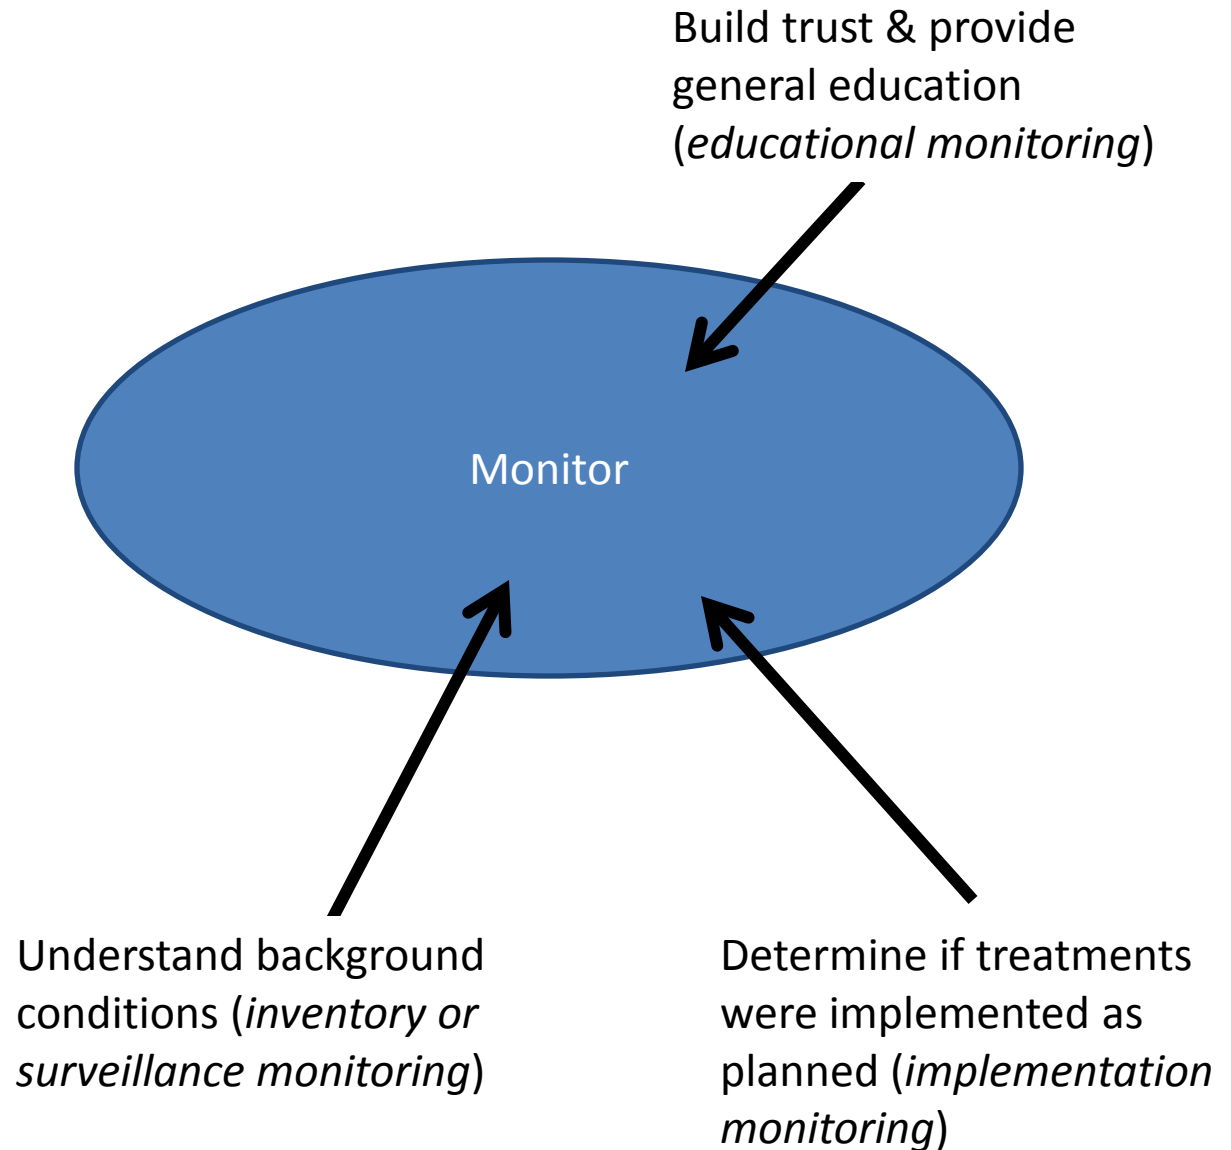 Build trust & provide
general education
(educational monitoring)
Monitor
Understand background
conditions (inventory or
surveillance monitoring)
Determine if treatments
were implemented as
planned (implementation
monitoring)